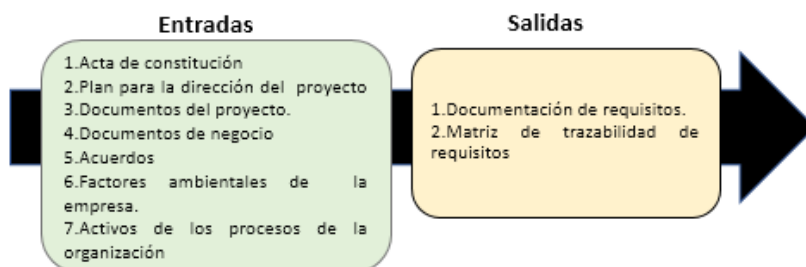 Entradas
1.Acta de constitución
2.Plan para la dirección del proyecto
3.Documentos del proyecto.
4.Documentos de negocio
5.Acuerdos
6.Factores ambientales de la
empresa.
7.Activos de los procesos de la
organización
Salidas
1.Documentación de requisitos.
2.Matriz de trazabilidad de
requisitos